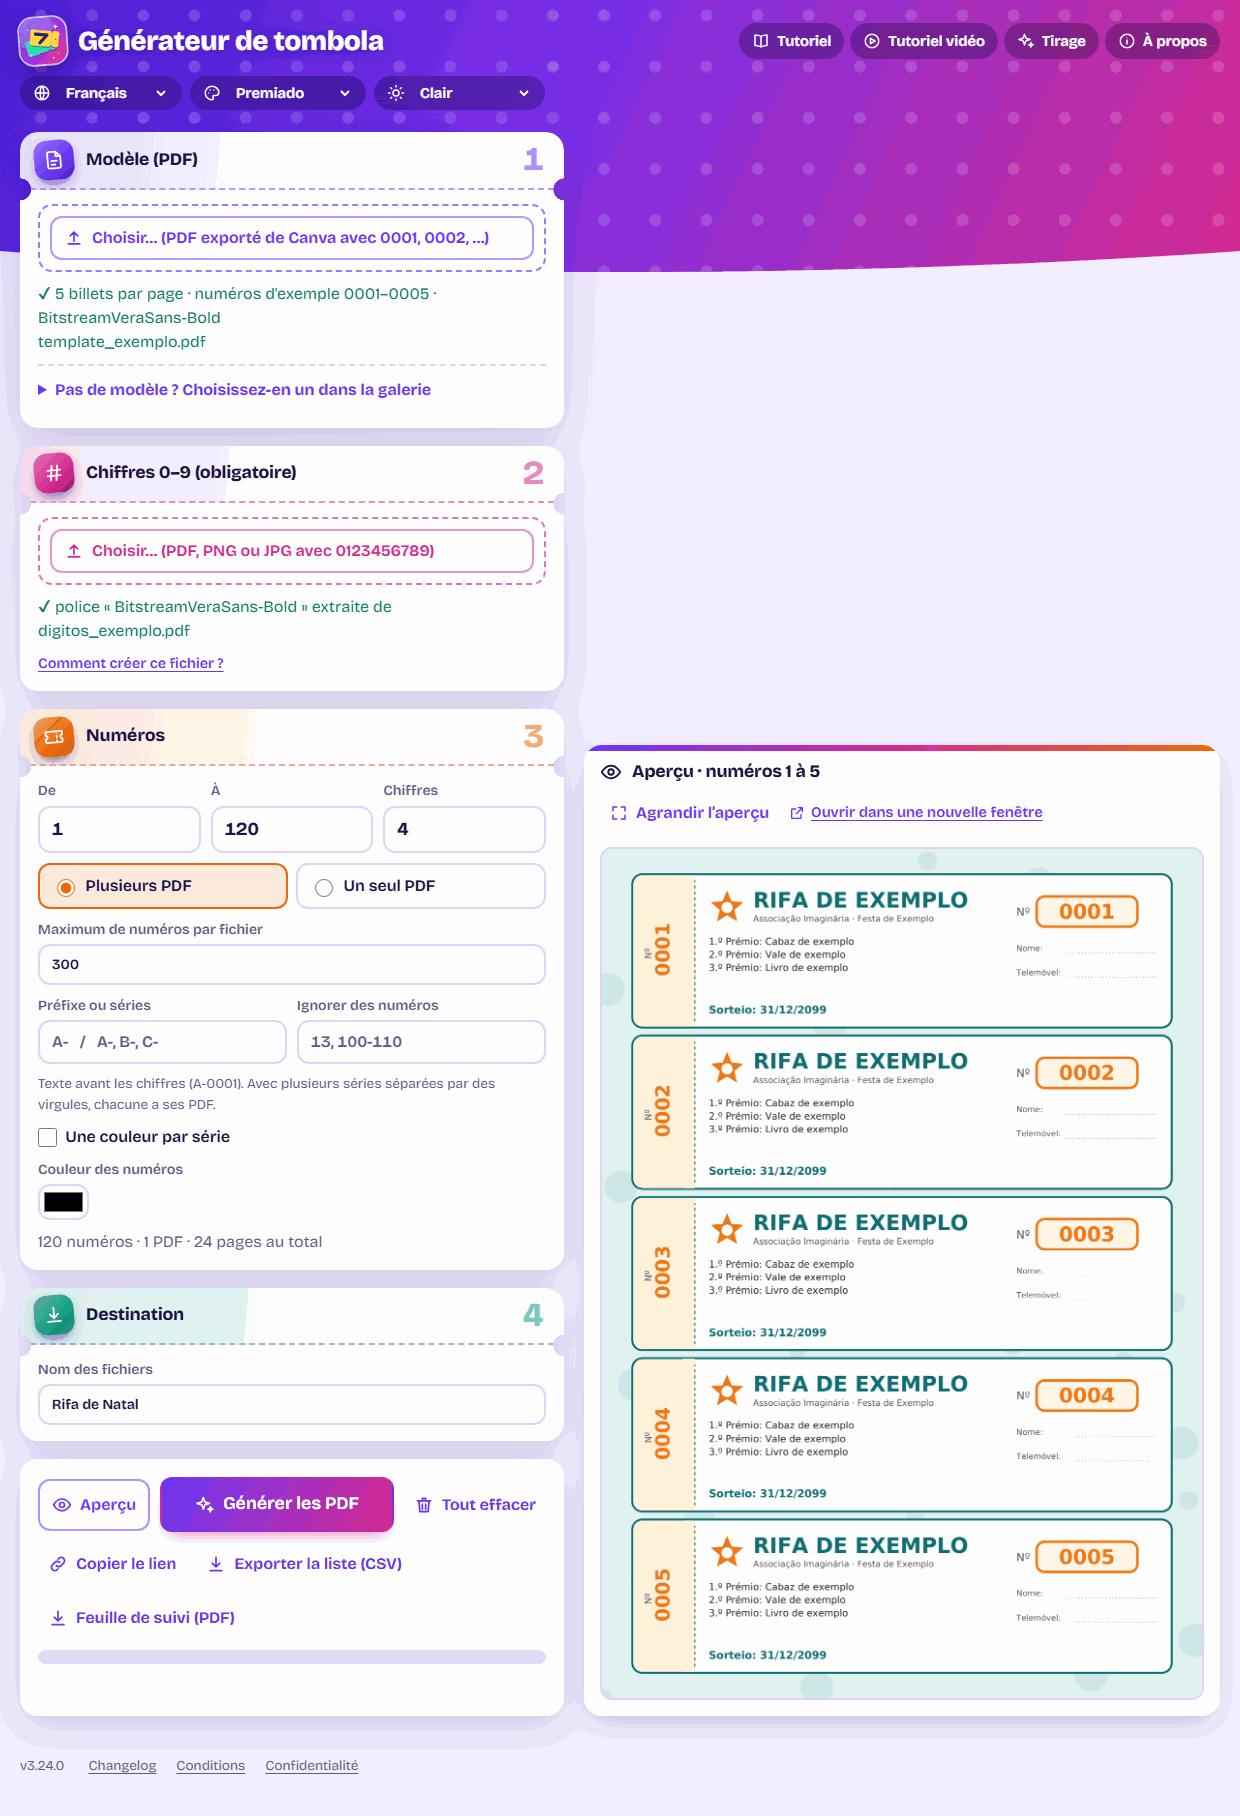 Générateur de tombola
Tutoriel
Tutoriel vidéo
Tirage
À propos
Français
Premiado
Clair
Modèle (PDF)
1
Choisir... (PDF exporté de Canva avec 0001, 0002, ...)
✓ 5 billets par page · numéros d'exemple 0001–0005 ·
BitstreamVeraSans-Bold
template_exemplo.pdf
Pas de modèle ? Choisissez-en un dans la galerie
Chiffres 0–9 (obligatoire)
2
Choisir... (PDF, PNG ou JPG avec 0123456789)
✓ police « BitstreamVeraSans-Bold » extraite de
digitos_exemplo.pdf
Comment créer ce fichier ?
Numéros
3
De
À
Chiffres
1
120
4
Plusieurs PDF
Un seul PDF
Maximum de numéros par fichier
300
Préfixe ou séries
Ignorer des numéros
A- / A-, B-, C-
13, 100-110
Texte avant les chiffres (A-0001). Avec plusieurs séries séparées par des
virgules, chacune a ses PDF.
Une couleur par série
Couleur des numéros
120 numéros · 1 PDF · 24 pages au total
Destination
4
Nom des fichiers
Rifa de Natal
Aperçu
Générer les PDF
Tout effacer
Copier le lien
Exporter la liste (CSV)
Feuille de suivi (PDF)
Aperçu · numéros 1 à 5
Agrandir l'aperçu
Ouvrir dans une nouvelle fenêtre
Nº 0001
RIFA DE EXEMPLO
Associação Imaginária · Festa de Exemplo
1.º Prémio: Cabaz de exemplo
2.º Prémio: Vale de exemplo
3.º Prémio: Livro de exemplo
Sorteio: 31/12/2099
Nº 0001
Nome:
Telemóvel:
Nº 0002
RIFA DE EXEMPLO
Associação Imaginária · Festa de Exemplo
1.º Prémio: Cabaz de exemplo
2.º Prémio: Vale de exemplo
3.º Prémio: Livro de exemplo
Sorteio: 31/12/2099
Nº 0002
Nome:
Telemóvel:
Nº 0003
RIFA DE EXEMPLO
Associação Imaginária · Festa de Exemplo
1.º Prémio: Cabaz de exemplo
2.º Prémio: Vale de exemplo
3.º Prémio: Livro de exemplo
Sorteio: 31/12/2099
Nº 0003
Nome:
Telemóvel:
Nº 0004
RIFA DE EXEMPLO
Associação Imaginária · Festa de Exemplo
1.º Prémio: Cabaz de exemplo
2.º Prémio: Vale de exemplo
3.º Prémio: Livro de exemplo
Sorteio: 31/12/2099
Nº 0004
Nome:
Telemóvel:
Nº 0005
RIFA DE EXEMPLO
Associação Imaginária · Festa de Exemplo
1.º Prémio: Cabaz de exemplo
2.º Prémio: Vale de exemplo
3.º Prémio: Livro de exemplo
Sorteio: 31/12/2099
Nº 0005
Nome:
Telemóvel:
v3.24.0
Changelog
Conditions
Confidentialité